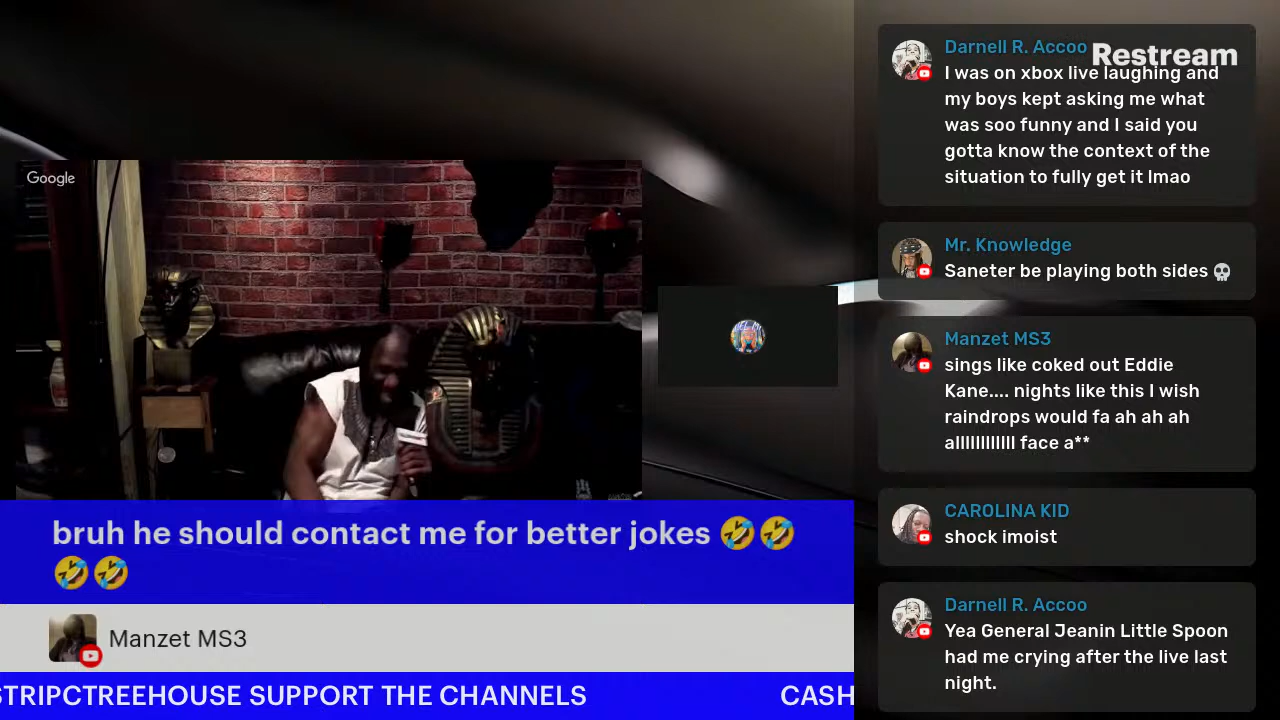 Google
bruh he should contact me for better jokes 🤣🤣
🤣🤣
Manzet MS3
STRIPCTREEHOUSE SUPPORT THE CHANNELS
CASH
Restream
Darnell R. Accoo
I was on xbox live laughing and
my boys kept asking me what
was soo funny and I said you
gotta know the context of the
situation to fully get it lmao
Mr. Knowledge
Saneter be playing both sides 💀
Manzet MS3
sings like coked out Eddie
Kane.... nights like this I wish
raindrops would fa ah ah ah
allllllllllll face a**
CAROLINA KID
shock imoist
Darnell R. Accoo
Yea General Jeanin Little Spoon
had me crying after the live last
night.